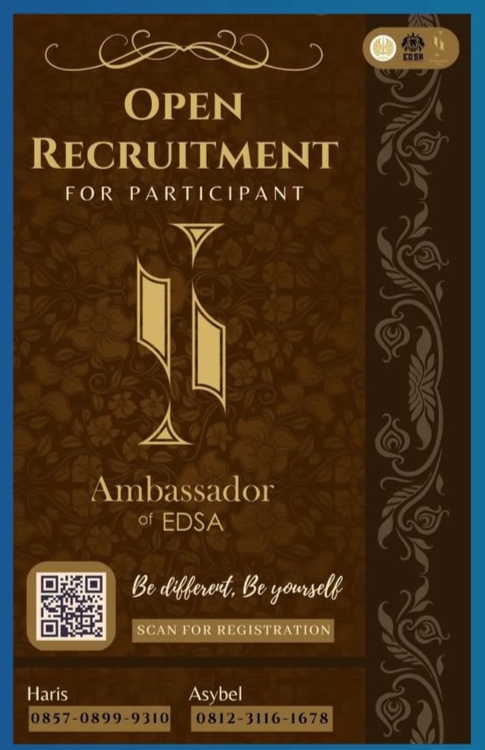 EDSA
OPEN
RECRUITMENT
FOR PARTICIPANT
Ambassador
of EDSA
Be different, Be yourself
SCAN FOR REGISTRATION
Haris
0857-0899-9310
Asybel
0812-3116-1678